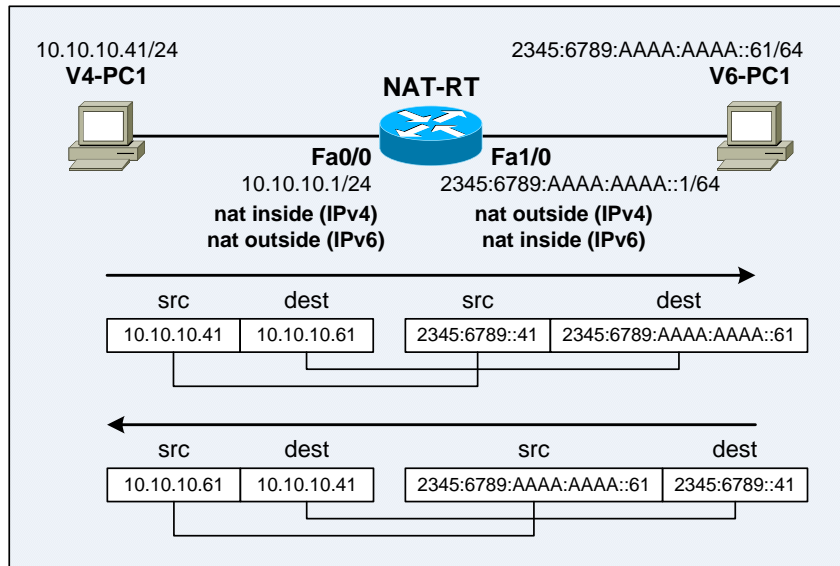 10.10.10.41/24
V4-PC1
2345:6789:AAAA:AAAA::61/64
V6-PC1
NAT-RT
Fa0/0
10.10.10.1/24
nat inside (IPv4)
nat outside (IPv6)
Fa1/0
2345:6789:AAAA:AAAA::1/64
nat outside (IPv4)
nat inside (IPv6)
src dest src dest
10.10.10.41 10.10.10.61 2345:6789::41 2345:6789:AAAA:AAAA::61
src dest src dest
10.10.10.61 10.10.10.41 2345:6789:AAAA:AAAA::61 2345:6789::41